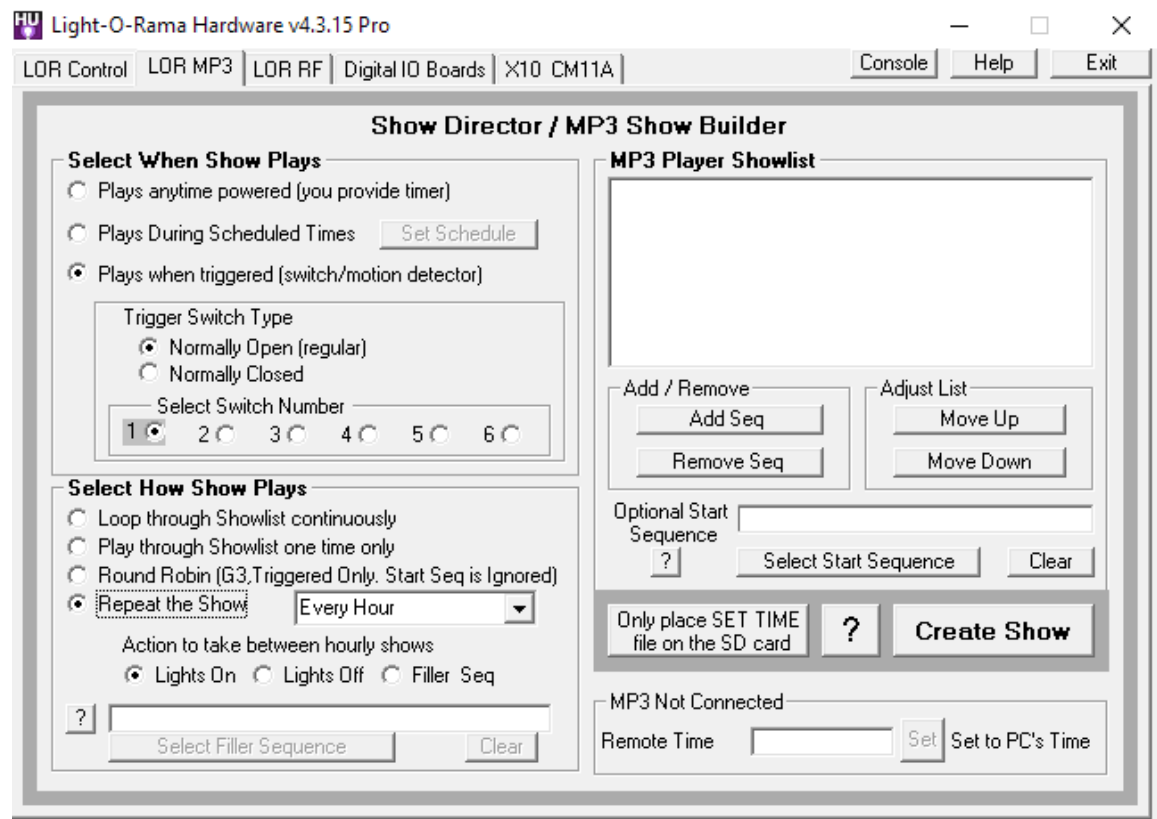 HU Light-O-Rama Hardware v4.3.15 Pro
LOR Control LOR MP3 LOR RF Digital IO Boards X10 CM11A Console Help Exit
Show Director / MP3 Show Builder
Select When Show Plays
Plays anytime powered (you provide timer)
Plays During Scheduled Times Set Schedule
Plays when triggered (switch/motion detector)
Trigger Switch Type
Normally Open (regular)
Normally Closed
Select Switch Number
1 2 3 4 5 6
Select How Show Plays
Loop through Showlist continuously
Play through Showlist one time only
Round Robin (G3,Triggered Only. Start Seq is Ignored)
Repeat the Show Every Hour
Action to take between hourly shows
Lights On Lights Off Filler Seq
?
Select Filler Sequence Clear
MP3 Player Showlist
Add / Remove
Add Seq
Remove Seq
Adjust List
Move Up
Move Down
Optional Start
Sequence
? Select Start Sequence Clear
Only place SET TIME
file on the SD card
? Create Show
MP3 Not Connected
Remote Time Set Set to PC's Time